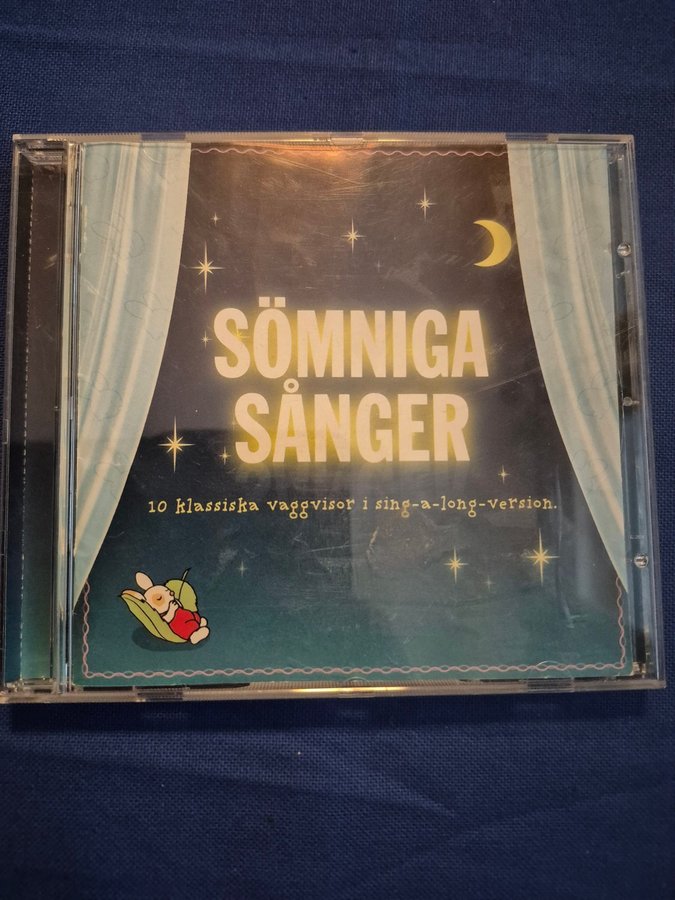 SÖMNIGA
SÅNGER
10 klassiska vaggvisor i sing-a-long-version.